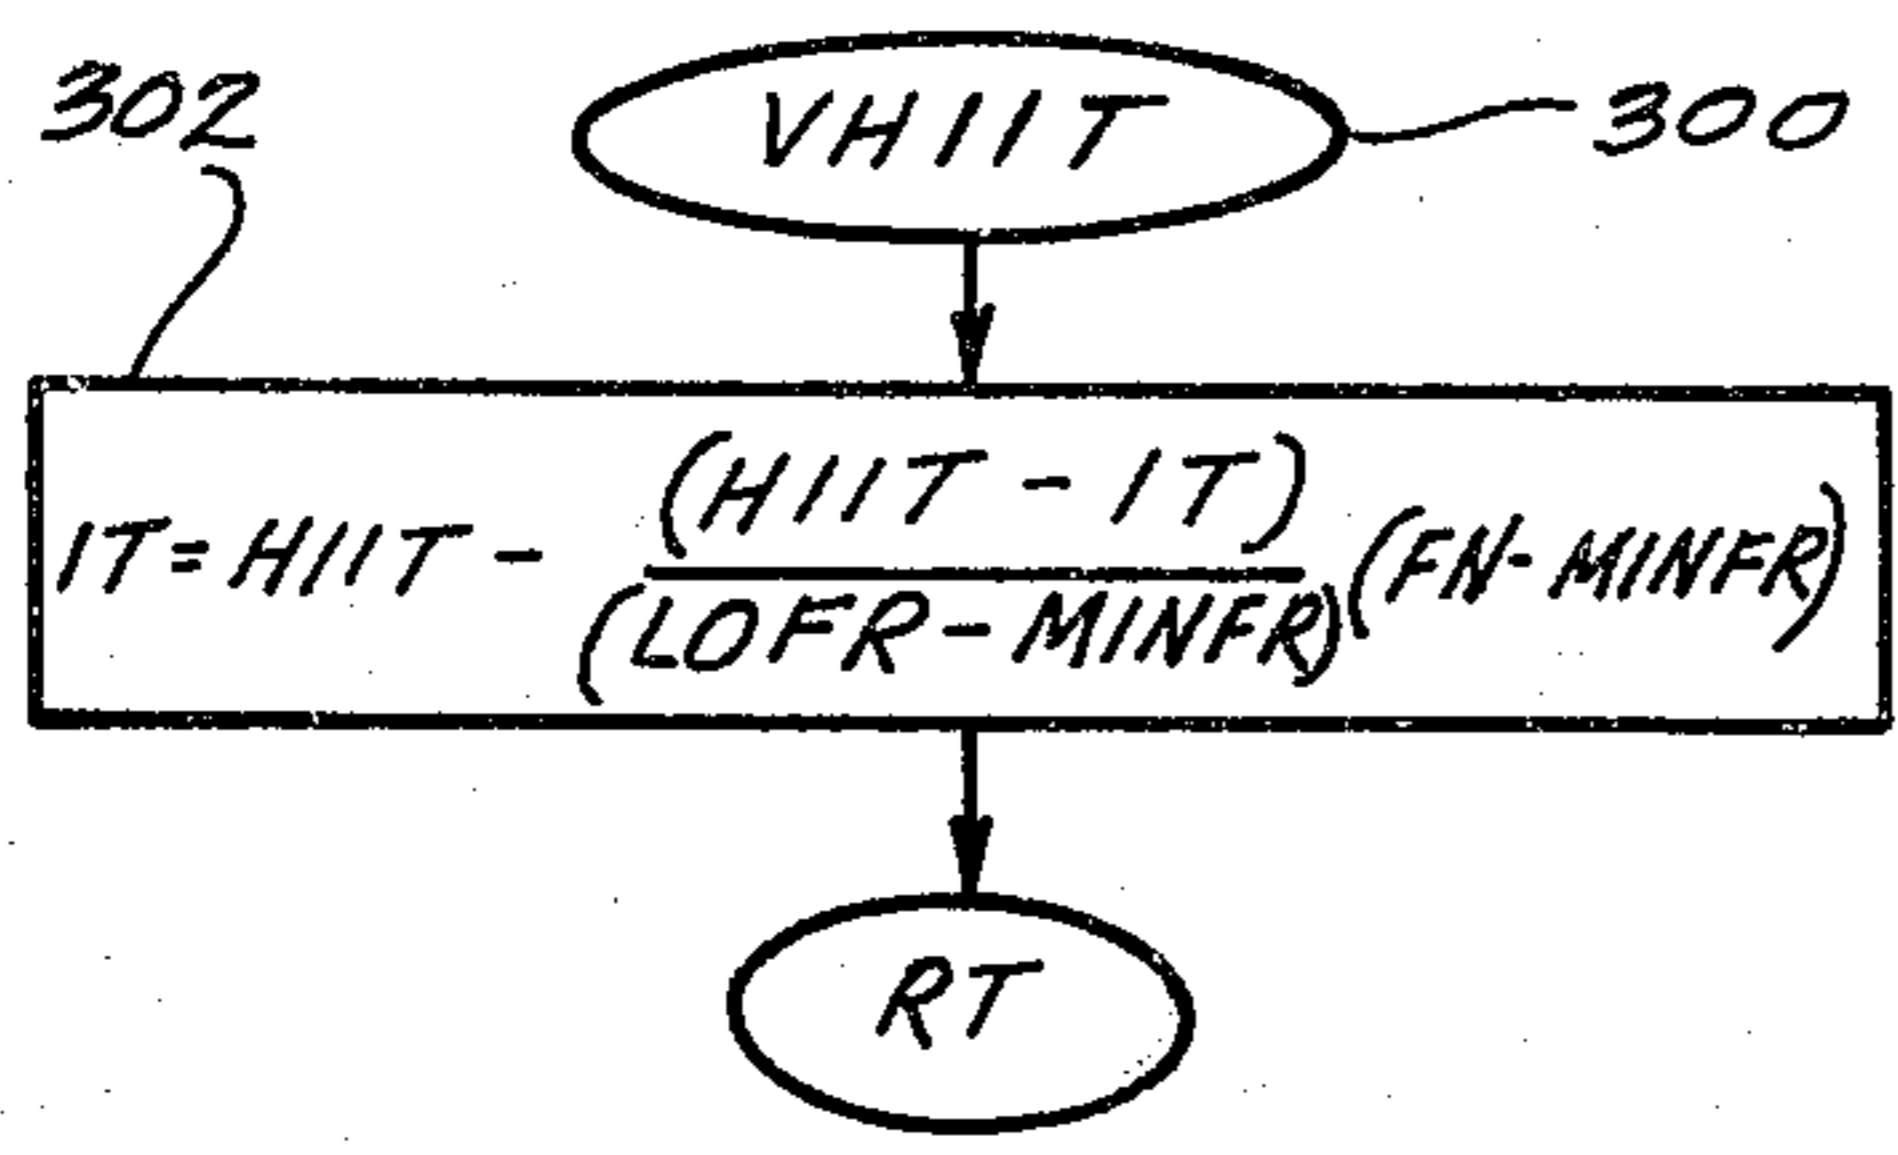 302
VHIIT
300
IT = HIIT - (HIIT - IT) / (LOFR - MINFR) (FN - MINFR)
RT